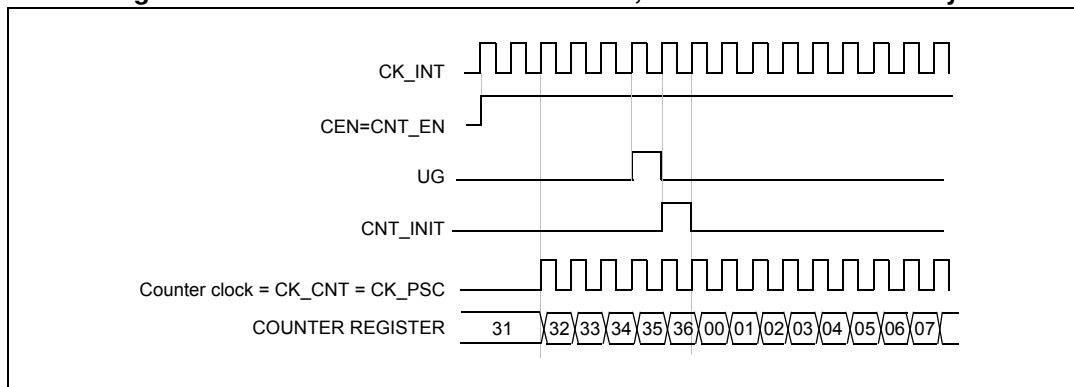 CK_INT
CEN=CNT_EN
UG
CNT_INIT
Counter clock = CK_CNT = CK_PSC
COUNTER REGISTER 31 32 33 34 35 36 00 01 02 03 04 05 06 07